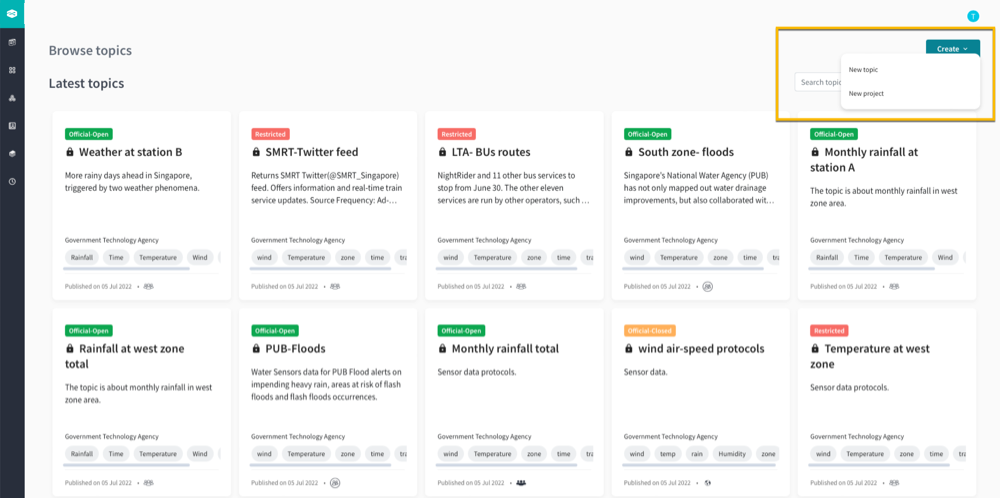 T
Browse topics
Create
Latest topics
New topic
Search topic
New project
Official-Open
Weather at station B
More rainy days ahead in Singapore,
triggered by two weather phenomena.
Government Technology Agency
Rainfall Time Temperature Wind
Published on 05 Jul 2022 •
Restricted
SMRT-Twitter feed
Returns SMRT Twitter(@SMRT_Singapore)
feed. Offers information and real-time train
service updates. Source Frequency: Ad-…
Government Technology Agency
wind Temperature zone time tra
Published on 05 Jul 2022 •
Restricted
LTA- BUs routes
NightRider and 11 other bus services to
stop from June 30. The other eleven
services are run by other operators, such …
Government Technology Agency
wind Temperature zone time tra
Published on 05 Jul 2022 •
Official-Open
South zone- floods
Singapore's National Water Agency (PUB)
has not only mapped out water drainage
improvements, but also collaborated wit…
Government Technology Agency
wind Temperature zone time tra
Published on 05 Jul 2022 •
Official-Open
Monthly rainfall at
station A
The topic is about monthly rainfall in west
zone area.
Government Technology Agency
Rainfall Time Temperature Wind
Published on 05 Jul 2022 •
Official-Open
Rainfall at west zone
total
The topic is about monthly rainfall in west
zone area.
Government Technology Agency
Rainfall Time Temperature Wind
Published on 05 Jul 2022 •
Official-Open
PUB-Floods
Water Sensors data for PUB Flood alerts on
impending heavy rain, areas at risk of flash
floods and flash floods occurrences.
Government Technology Agency
wind Temperature zone time tra
Published on 05 Jul 2022 •
Official-Open
Monthly rainfall total
Sensor data protocols.
Government Technology Agency
wind Temperature zone time tra
Published on 05 Jul 2022 •
Official-Closed
wind air-speed protocols
Sensor data.
Government Technology Agency
wind temp rain Humidity zone
Published on 05 Jul 2022 •
Restricted
Temperature at west
zone
Sensor data protocols.
Government Technology Agency
wind Temperature zone time tra
Published on 05 Jul 2022 •